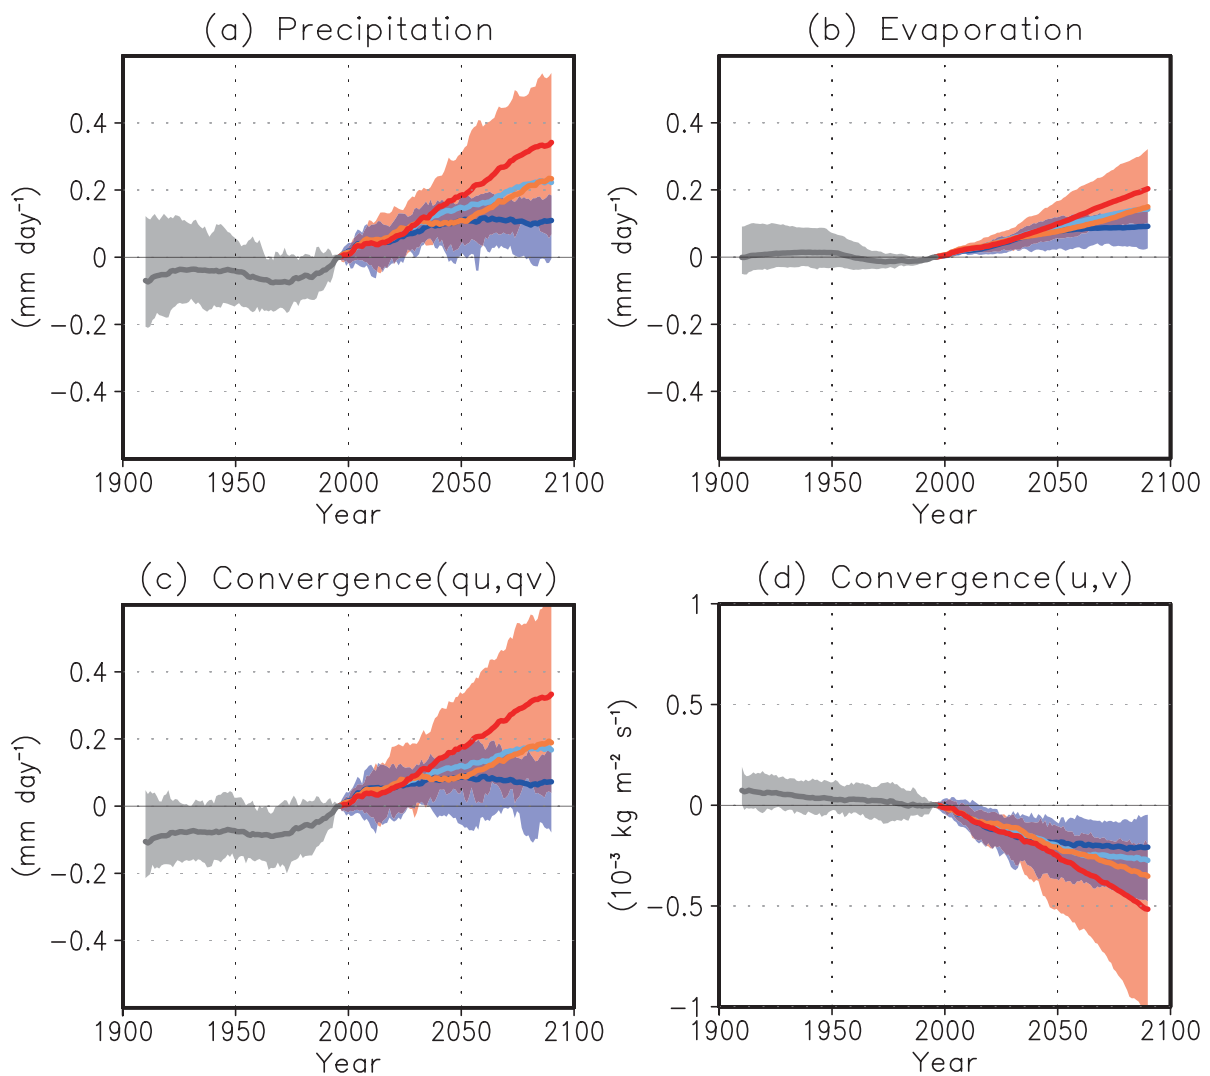 (a) Precipitation
(mm day⁻¹)
0.4
0.2
0
−0.2
−0.4
1900 1950 2000 2050 2100
Year
(b) Evaporation
(mm day⁻¹)
0.4
0.2
0
−0.2
−0.4
1900 1950 2000 2050 2100
Year
(c) Convergence(qu,qv)
(mm day⁻¹)
0.4
0.2
0
−0.2
−0.4
1900 1950 2000 2050 2100
Year
(d) Convergence(u,v)
(10⁻³ kg m⁻² s⁻¹)
1
0.5
0
−0.5
−1
1900 1950 2000 2050 2100
Year